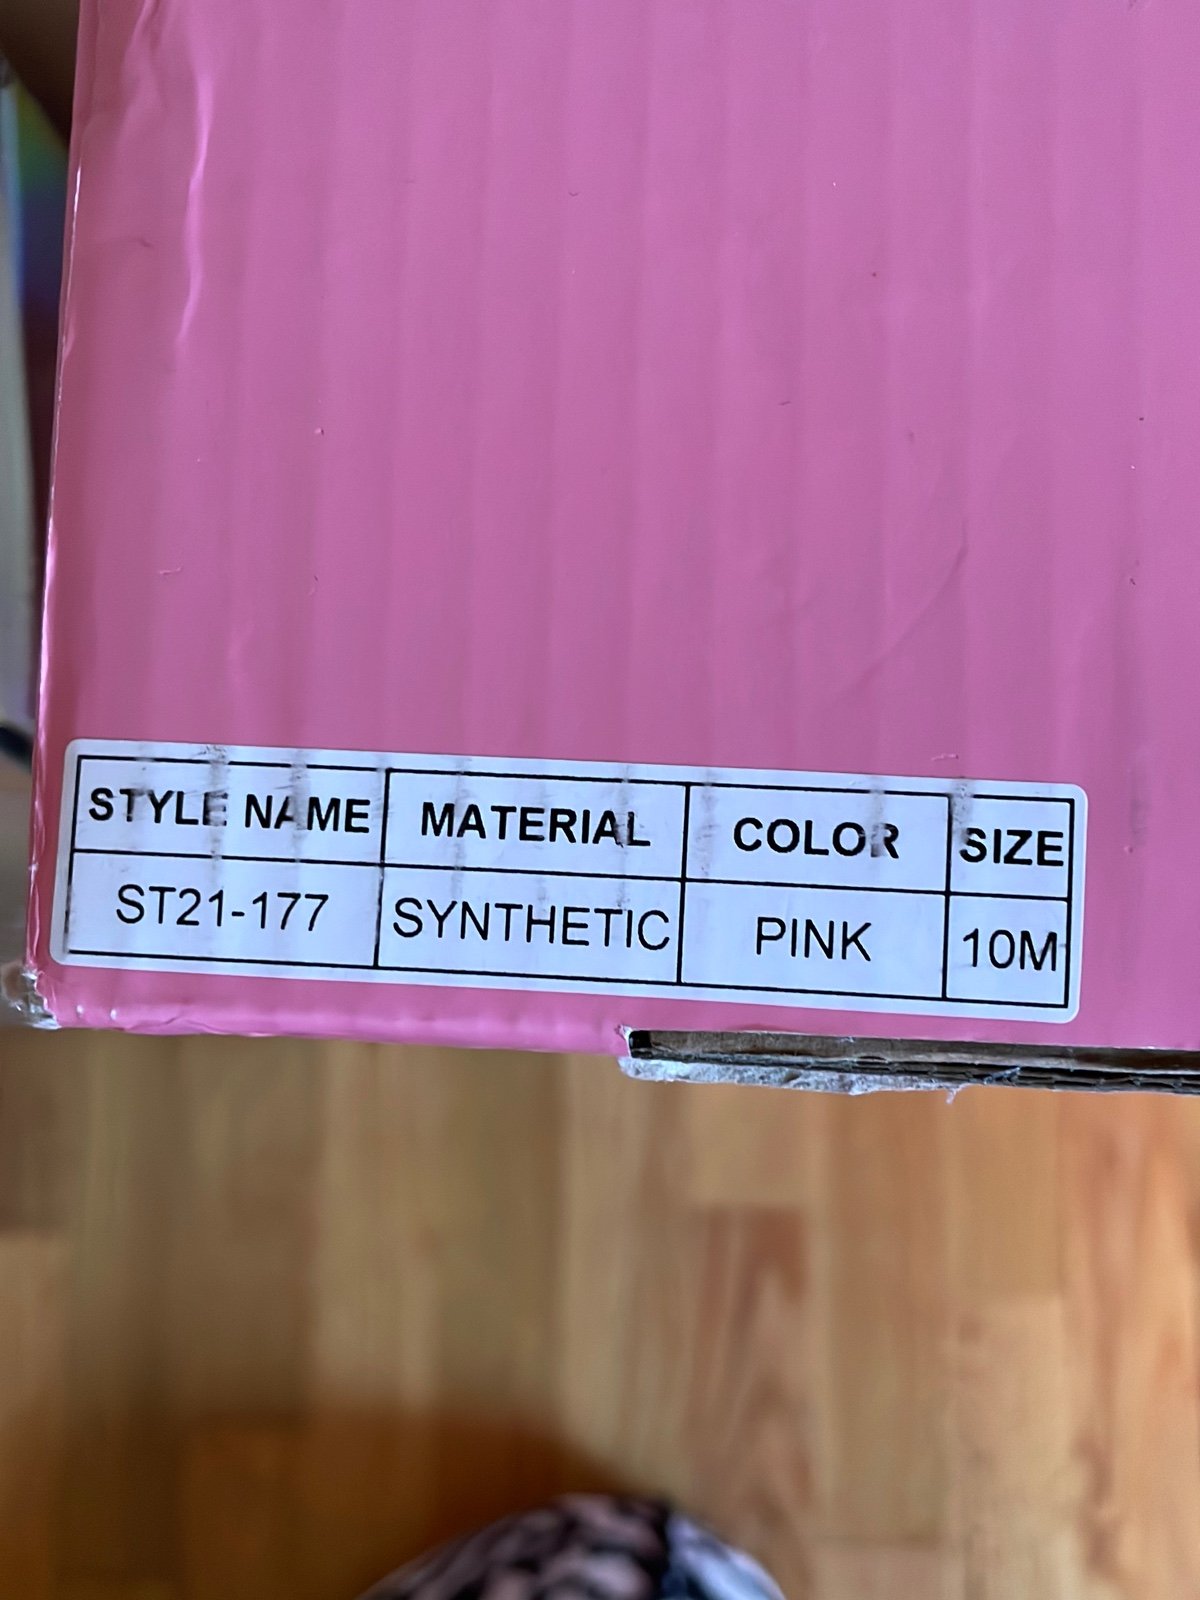 STYLE NAME MATERIAL COLOR SIZE
ST21-177 SYNTHETIC PINK 10M